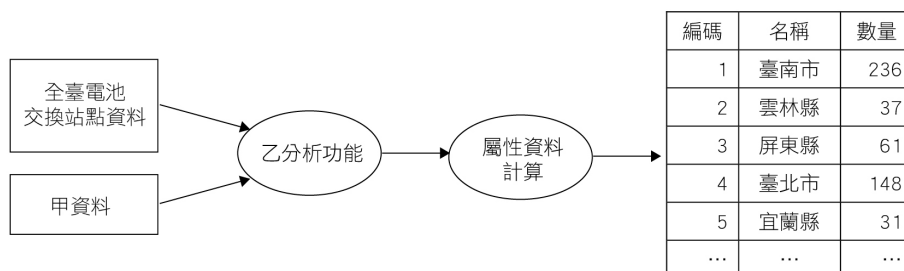 全臺電池
交換站點資料
甲資料
乙分析功能
屬性資料
計算
編碼 名稱 數量
1 臺南市 236
2 雲林縣 37
3 屏東縣 61
4 臺北市 148
5 宜蘭縣 31
… … …